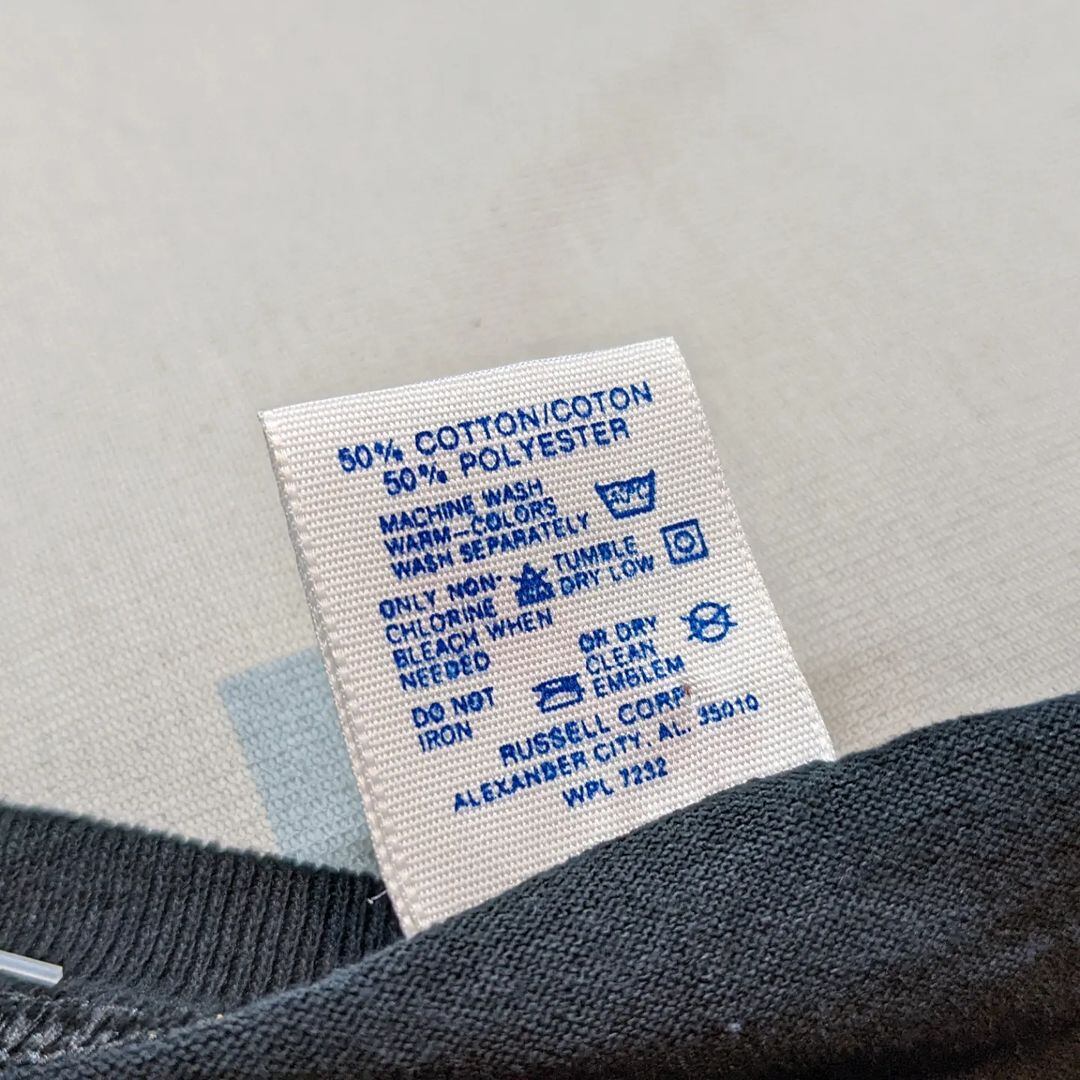 50% COTTON/COTON
50% POLYESTER
MACHINE WASH
WARM-COLORS
WASH SEPARATELY
ONLY NON-
CHLORINE
BLEACH WHEN
NEEDED
TUMBLE
DRY LOW
DO NOT
IRON
OR DRY
CLEAN
EMBLEM
RUSSELL CORP.
ALEXANDER CITY, AL. 35010
WPL 7232